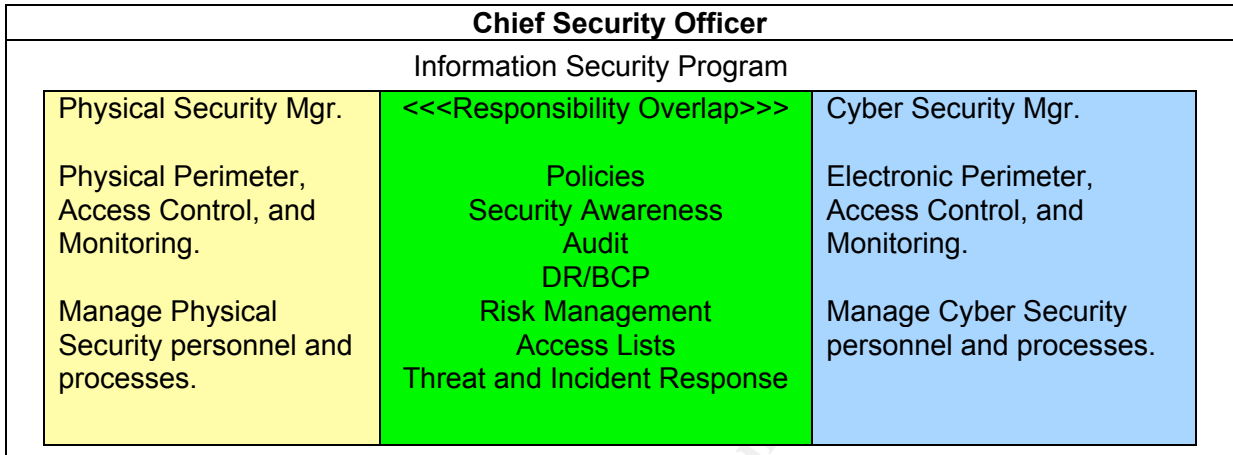 Chief Security Officer
Information Security Program
Physical Security Mgr.
Physical Perimeter,
Access Control, and
Monitoring.
Manage Physical
Security personnel and
processes.
<<<Responsibility Overlap>>>
Policies
Security Awareness
Audit
DR/BCP
Risk Management
Access Lists
Threat and Incident Response
Cyber Security Mgr.
Electronic Perimeter,
Access Control, and
Monitoring.
Manage Cyber Security
personnel and processes.